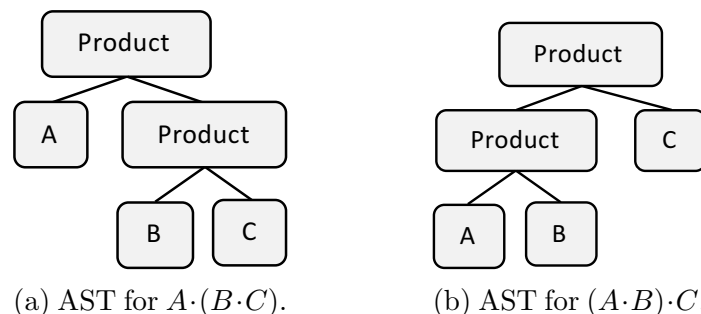 Product
Product
A
Product
Product
C
B
C
A
B
(a) AST for A·(B·C).
(b) AST for (A·B)·C